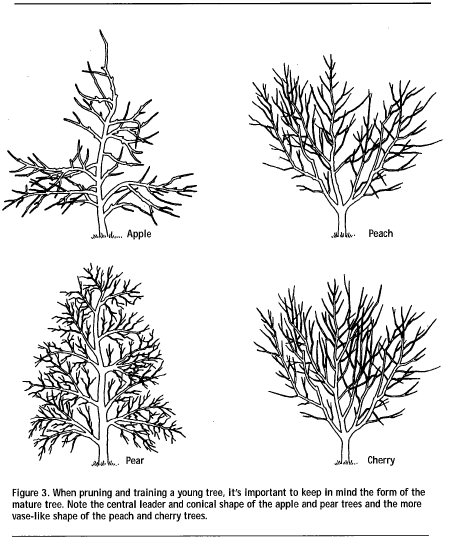 Apple
Peach
Pear
Cherry
Figure 3. When pruning and training a young tree, it's important to keep in mind the form of the
mature tree. Note the central leader and conical shape of the apple and pear trees and the more
vase-like shape of the peach and cherry trees.